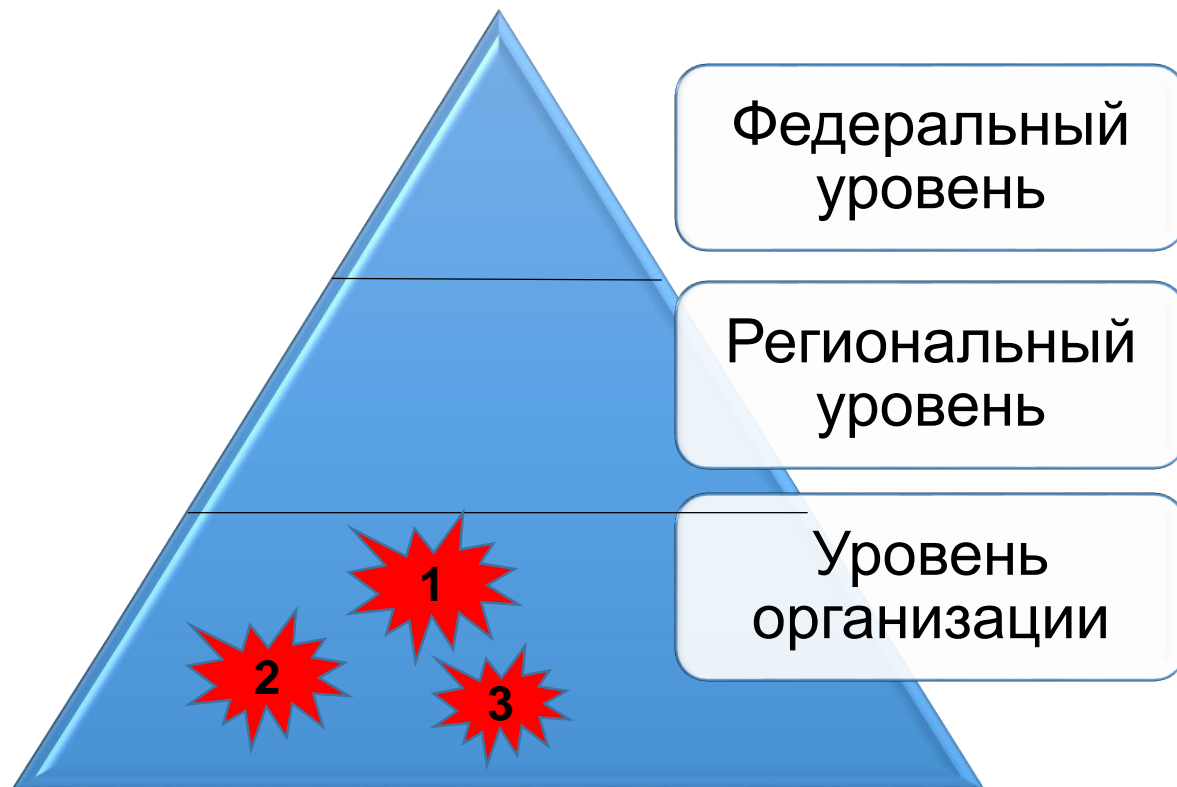 Федеральный
уровень
Региональный
уровень
Уровень
организации
1
2
3